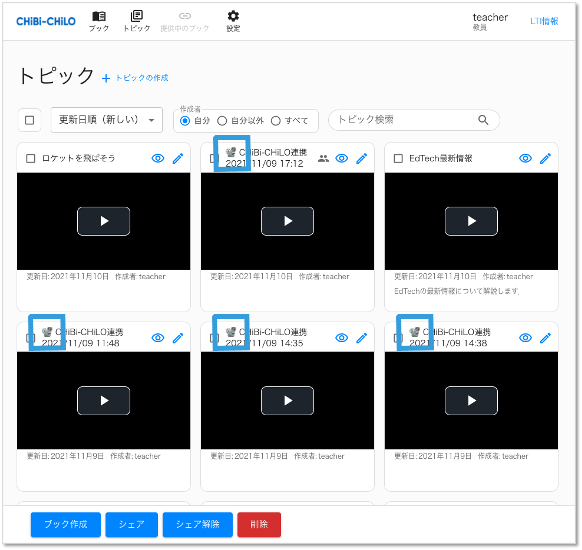 CHiBi-CHiLO
ブック
トピック
提供中のブック
設定
teacher
教員
LTI情報
トピック
+ トピックの作成
更新日順（新しい）
作成者
自分
自分以外
すべて
トピック検索
ロケットを飛ばそう
CHiBi-CHiLO連携
2021/11/09 17:12
EdTech最新情報
更新日: 2021年11月10日 作成者: teacher
更新日: 2021年11月10日 作成者: teacher
更新日: 2021年11月10日 作成者: teacher
EdTechの最新情報について解説します
CHiBi-CHiLO連携
2021/11/09 11:48
CHiBi-CHiLO連携
2021/11/09 14:35
CHiBi-CHiLO連携
2021/11/09 14:38
更新日: 2021年11月9日 作成者: teacher
更新日: 2021年11月9日 作成者: teacher
更新日: 2021年11月9日 作成者: teacher
ブック作成
シェア
シェア解除
削除